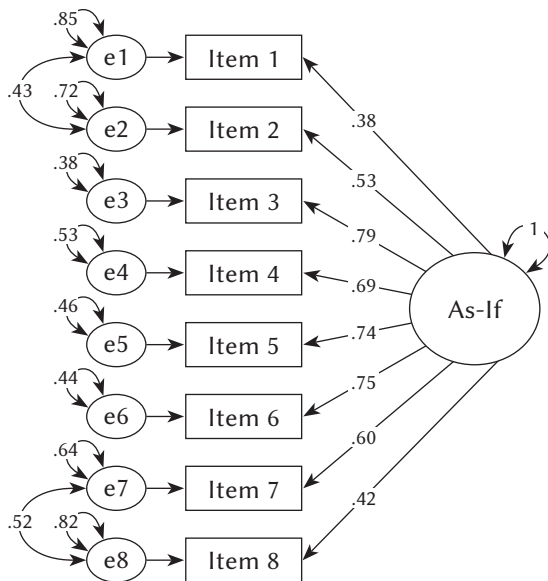 .85
e1
Item 1
.43
.72
e2
Item 2
.38
.38
e3
Item 3
.53
.53
e4
Item 4
.79
1
.69
As-If
.46
e5
Item 5
.74
.44
e6
Item 6
.75
.64
e7
Item 7
.60
.52
.82
e8
Item 8
.42